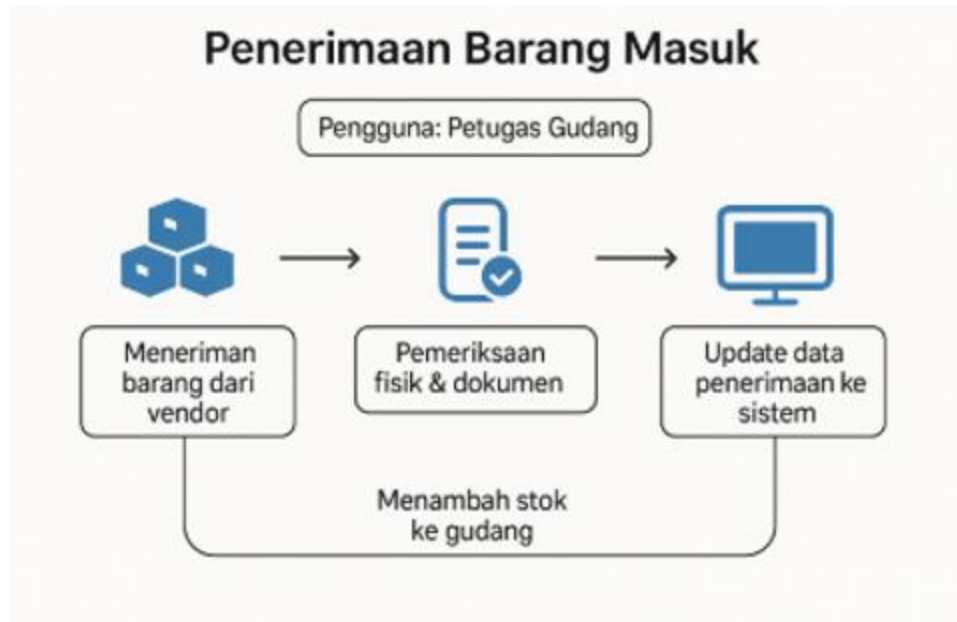 Penerimaan Barang Masuk
Pengguna: Petugas Gudang
Meneriman
barang dari
vendor
Pemeriksaan
fisik & dokumen
Update data
penerimaan ke
sistem
Menambah stok
ke gudang